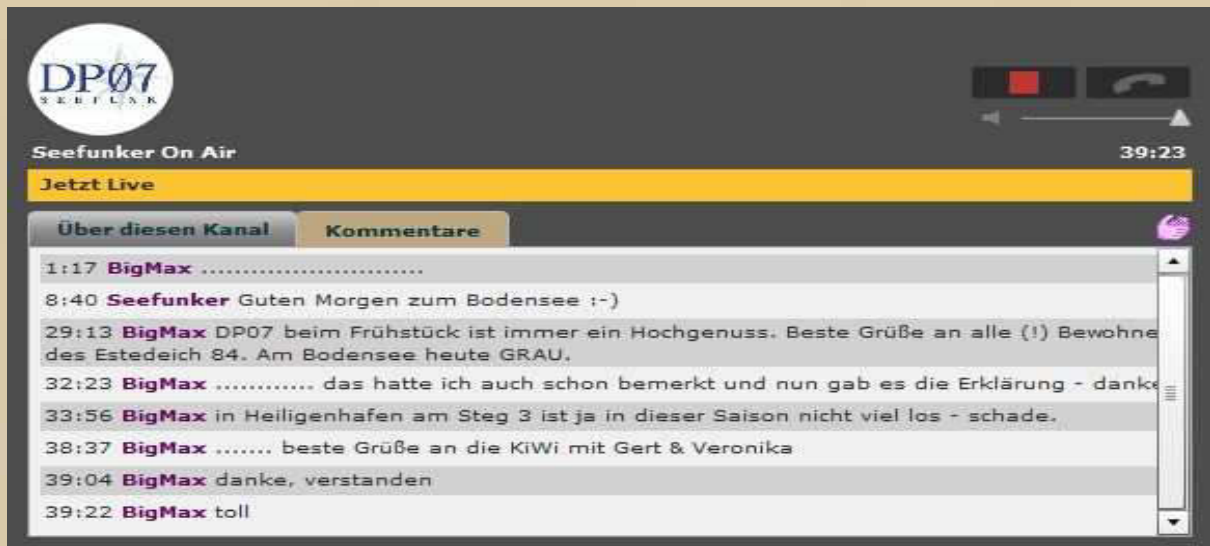 DP07
SEEFUNK
Seefunker On Air
39:23
Jetzt Live
Über diesen Kanal
Kommentare
1:17 BigMax ...........................
8:40 Seefunker Guten Morgen zum Bodensee :-)
29:13 BigMax DP07 beim Frühstück ist immer ein Hochgenuss. Beste Grüße an alle (!) Bewohne
des Estedeich 84. Am Bodensee heute GRAU.
32:23 BigMax ............ das hatte ich auch schon bemerkt und nun gab es die Erklärung - danke
33:56 BigMax in Heiligenhafen am Steg 3 ist ja in dieser Saison nicht viel los - schade.
38:37 BigMax ....... beste Grüße an die KiWi mit Gert & Veronika
39:04 BigMax danke, verstanden
39:22 BigMax toll